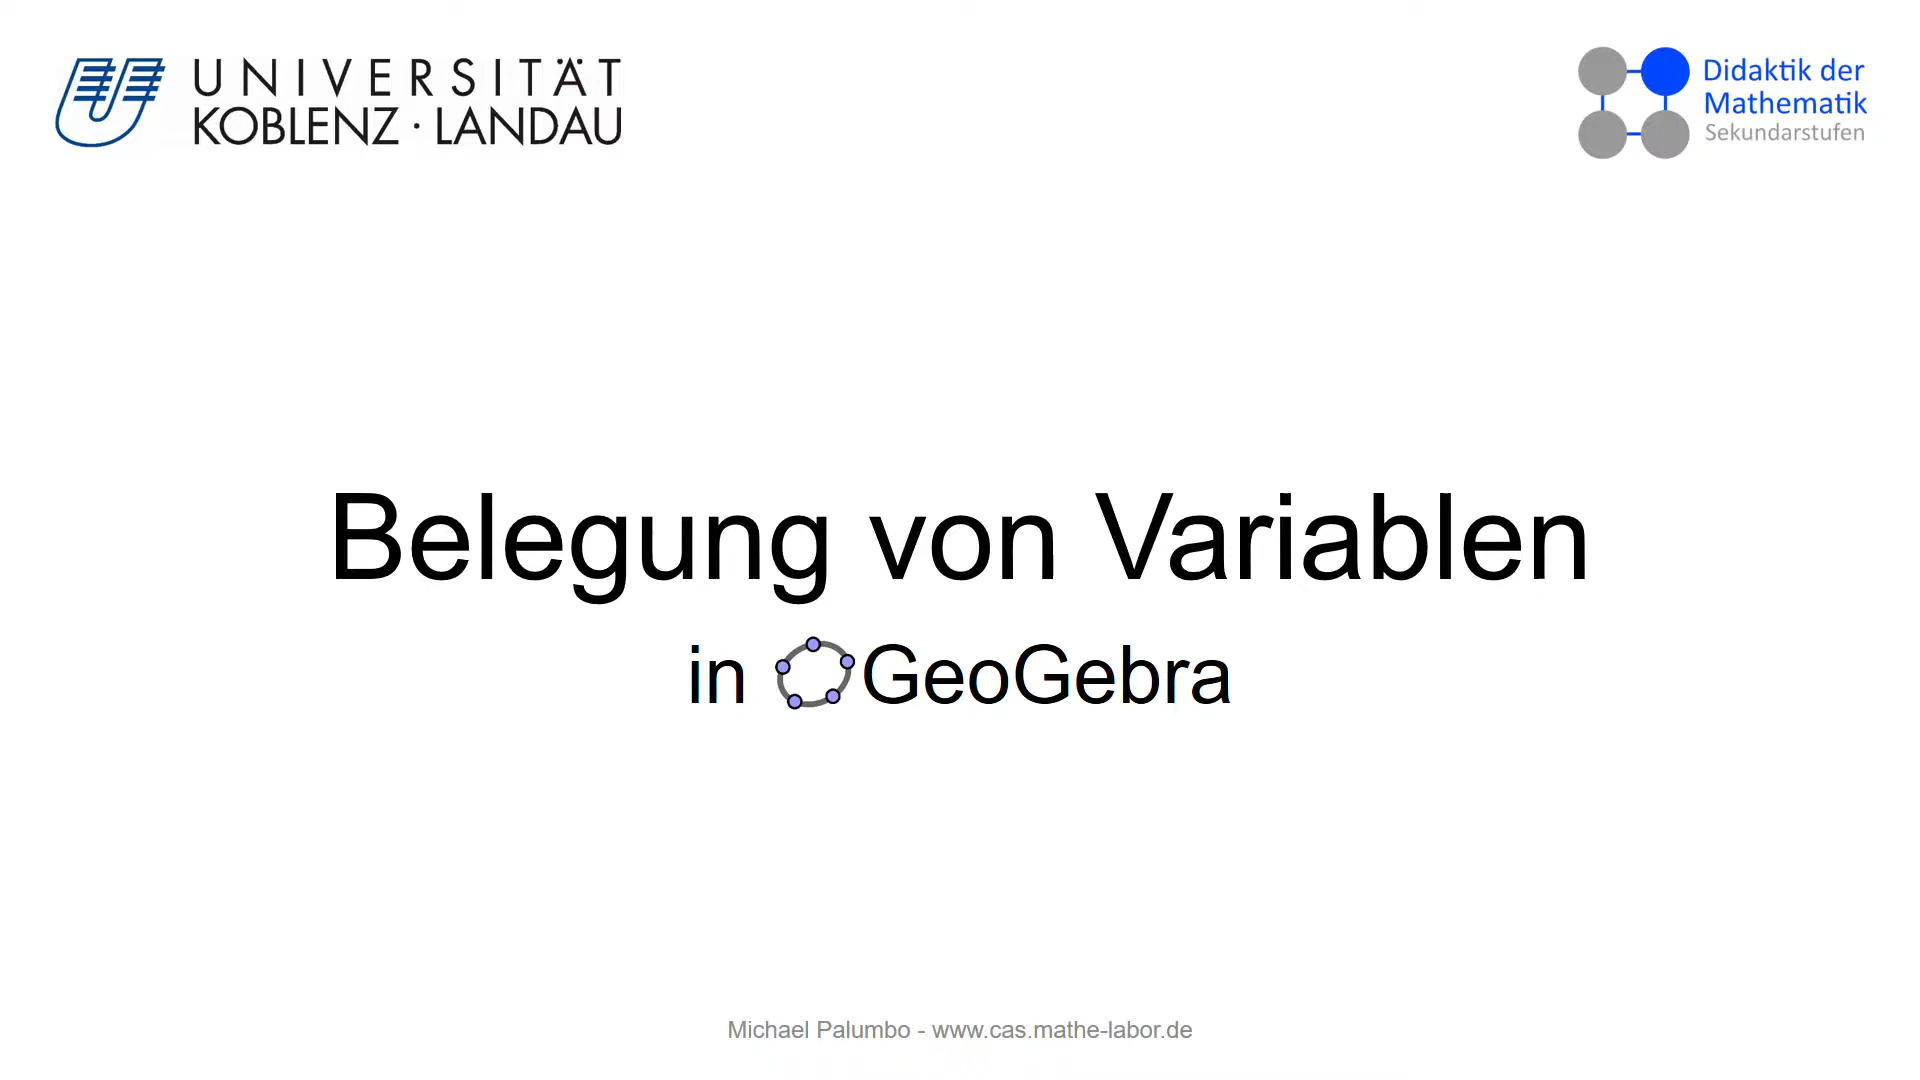 UNIVERSITÄT
KOBLENZ · LANDAU
Didaktik der
Mathematik
Sekundarstufen
Belegung von Variablen
in GeoGebra
Michael Palumbo - www.cas.mathe-labor.de